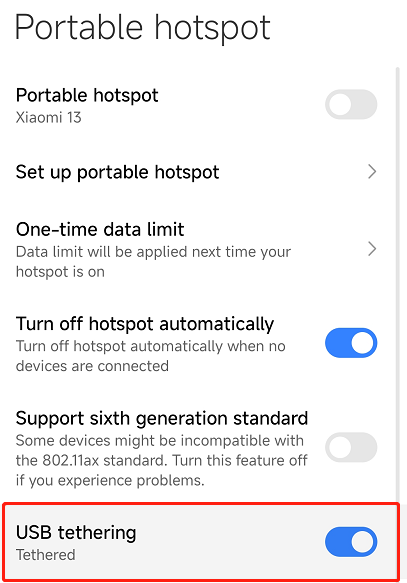 Portable hotspot
Portable hotspot
Xiaomi 13
Set up portable hotspot
One-time data limit
Data limit will be applied next time your
hotspot is on
Turn off hotspot automatically
Turn off hotspot automatically when no
devices are connected
Support sixth generation standard
Some devices might be incompatible with
the 802.11ax standard. Turn this feature off
if you experience problems.
USB tethering
Tethered